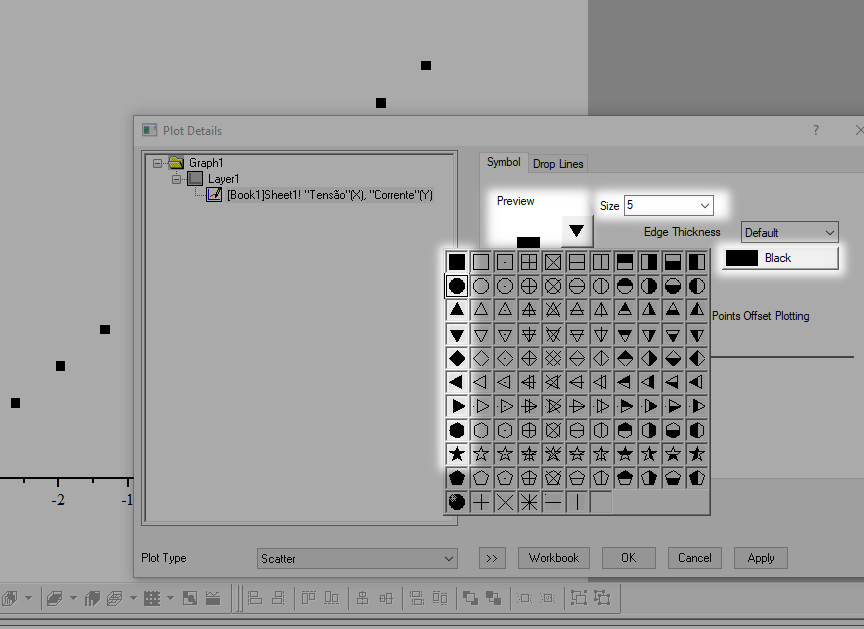 Plot Details
?
Graph1
Layer1
[Book1]Sheet1! "Tensão"(X), "Corrente"(Y)
Symbol
Drop Lines
Preview
Size
5
Edge Thickness
Default
Black
Points Offset Plotting
-2
-1
Plot Type
Scatter
>>
Workbook
OK
Cancel
Apply